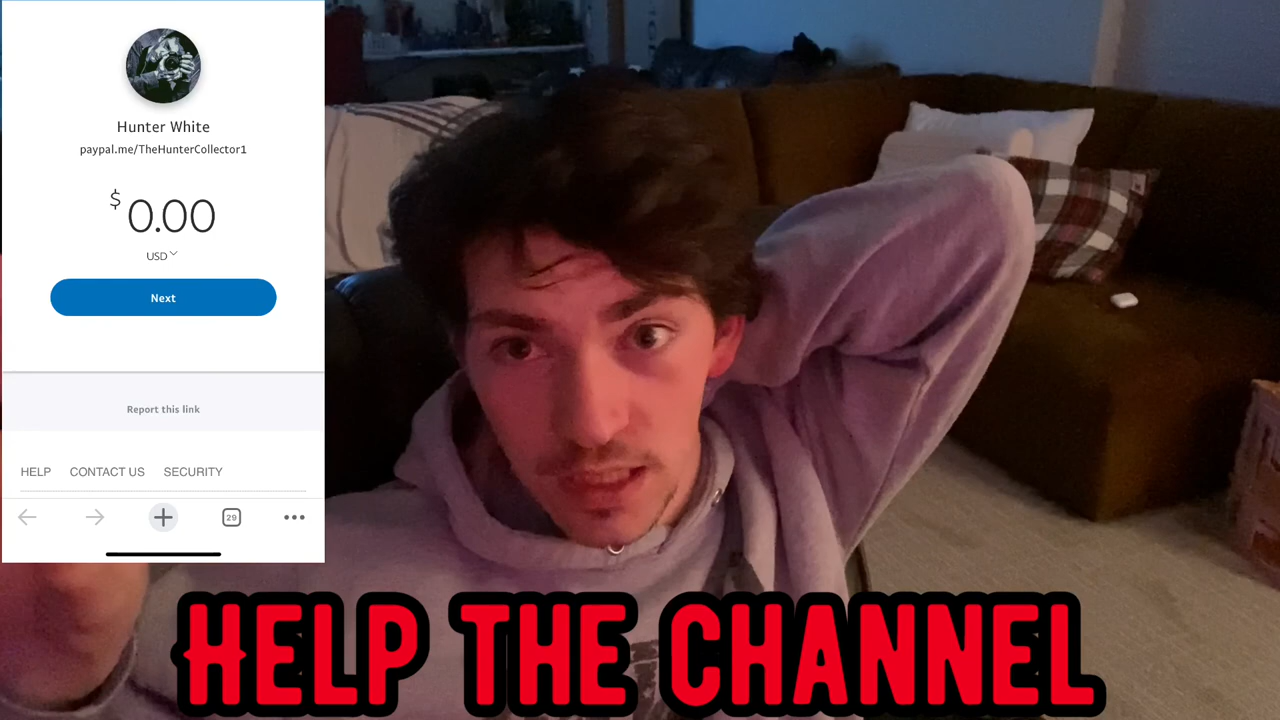 Hunter White
paypal.me/TheHunterCollector1
$ 0.00
USD
Next
Report this link
HELP CONTACT US SECURITY
29
HELP THE CHANNEL